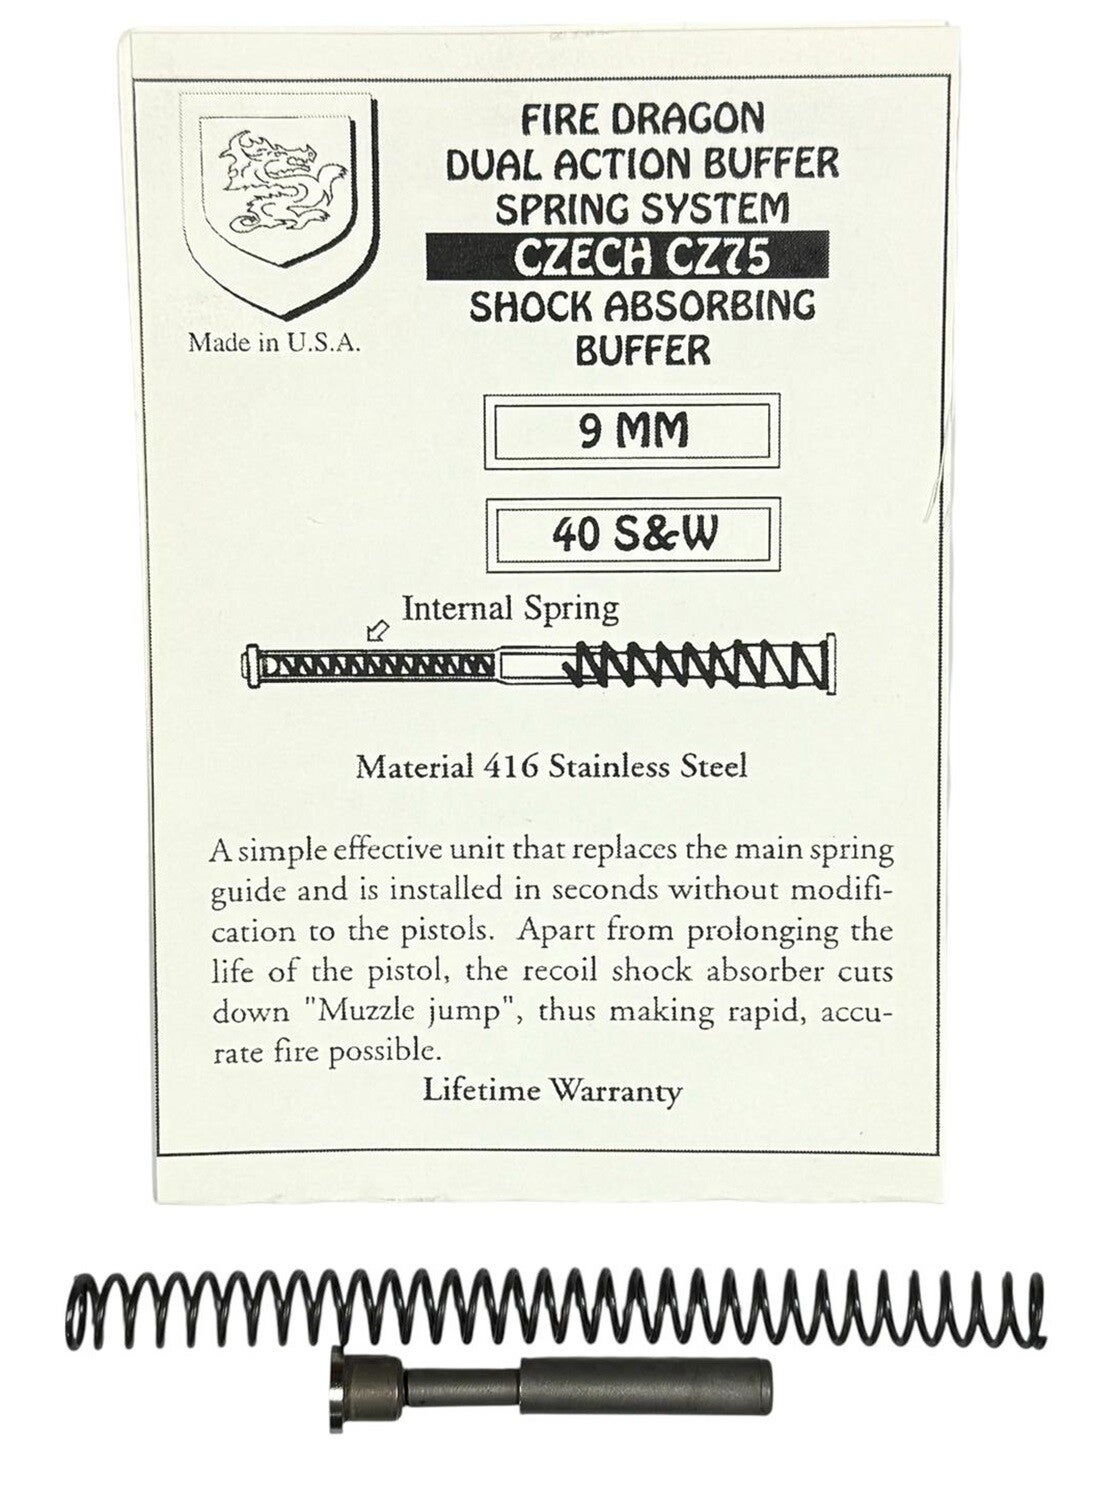 FIRE DRAGON
DUAL ACTION BUFFER
SPRING SYSTEM
CZECH CZ75
SHOCK ABSORBING
BUFFER
Made in U.S.A.
9 MM
40 S&W
Internal Spring
Material 416 Stainless Steel
A simple effective unit that replaces the main spring
guide and is installed in seconds without modifi-
cation to the pistols. Apart from prolonging the
life of the pistol, the recoil shock absorber cuts
down "Muzzle jump", thus making rapid, accu-
rate fire possible.
Lifetime Warranty